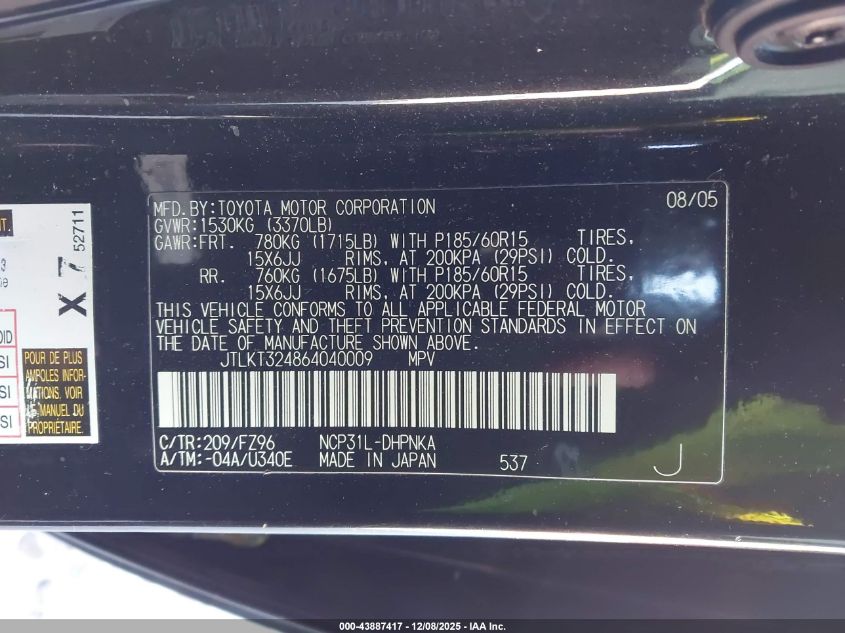 MFD.BY:TOYOTA MOTOR CORPORATION 08/05
GVWR:1530KG (3370LB)
GAWR:FRT. 780KG (1715LB) WITH P185/60R15 TIRES,
15X6JJ RIMS, AT 200KPA (29PSI) COLD.
RR. 760KG (1675LB) WITH P185/60R15 TIRES,
15X6JJ RIMS, AT 200KPA (29PSI) COLD.
THIS VEHICLE CONFORMS TO ALL APPLICABLE FEDERAL MOTOR
VEHICLE SAFETY AND THEFT PREVENTION STANDARDS IN EFFECT ON
THE DATE OF MANUFACTURE SHOWN ABOVE.
JTLKT324864040009 MPV
C/TR:209/FZ96 NCP31L-DHPNKA
A/TM:-04A/U340E MADE IN JAPAN 537 J
X 7 52711
POUR DE PLUS
AMPOLES INFOR-
MATIONS, VOIR
LE MANUEL DU
PROPRIÉTAIRE.
000-43887417 - 12/08/2025 - IAA Inc.